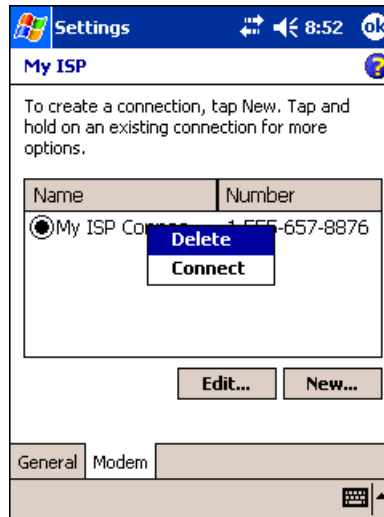 Settings 8:52 ok
My ISP
To create a connection, tap New. Tap and
hold on an existing connection for more
options.
Name Number
My ISP 1-555-657-8876
Delete
Connect
Edit... New...
General Modem